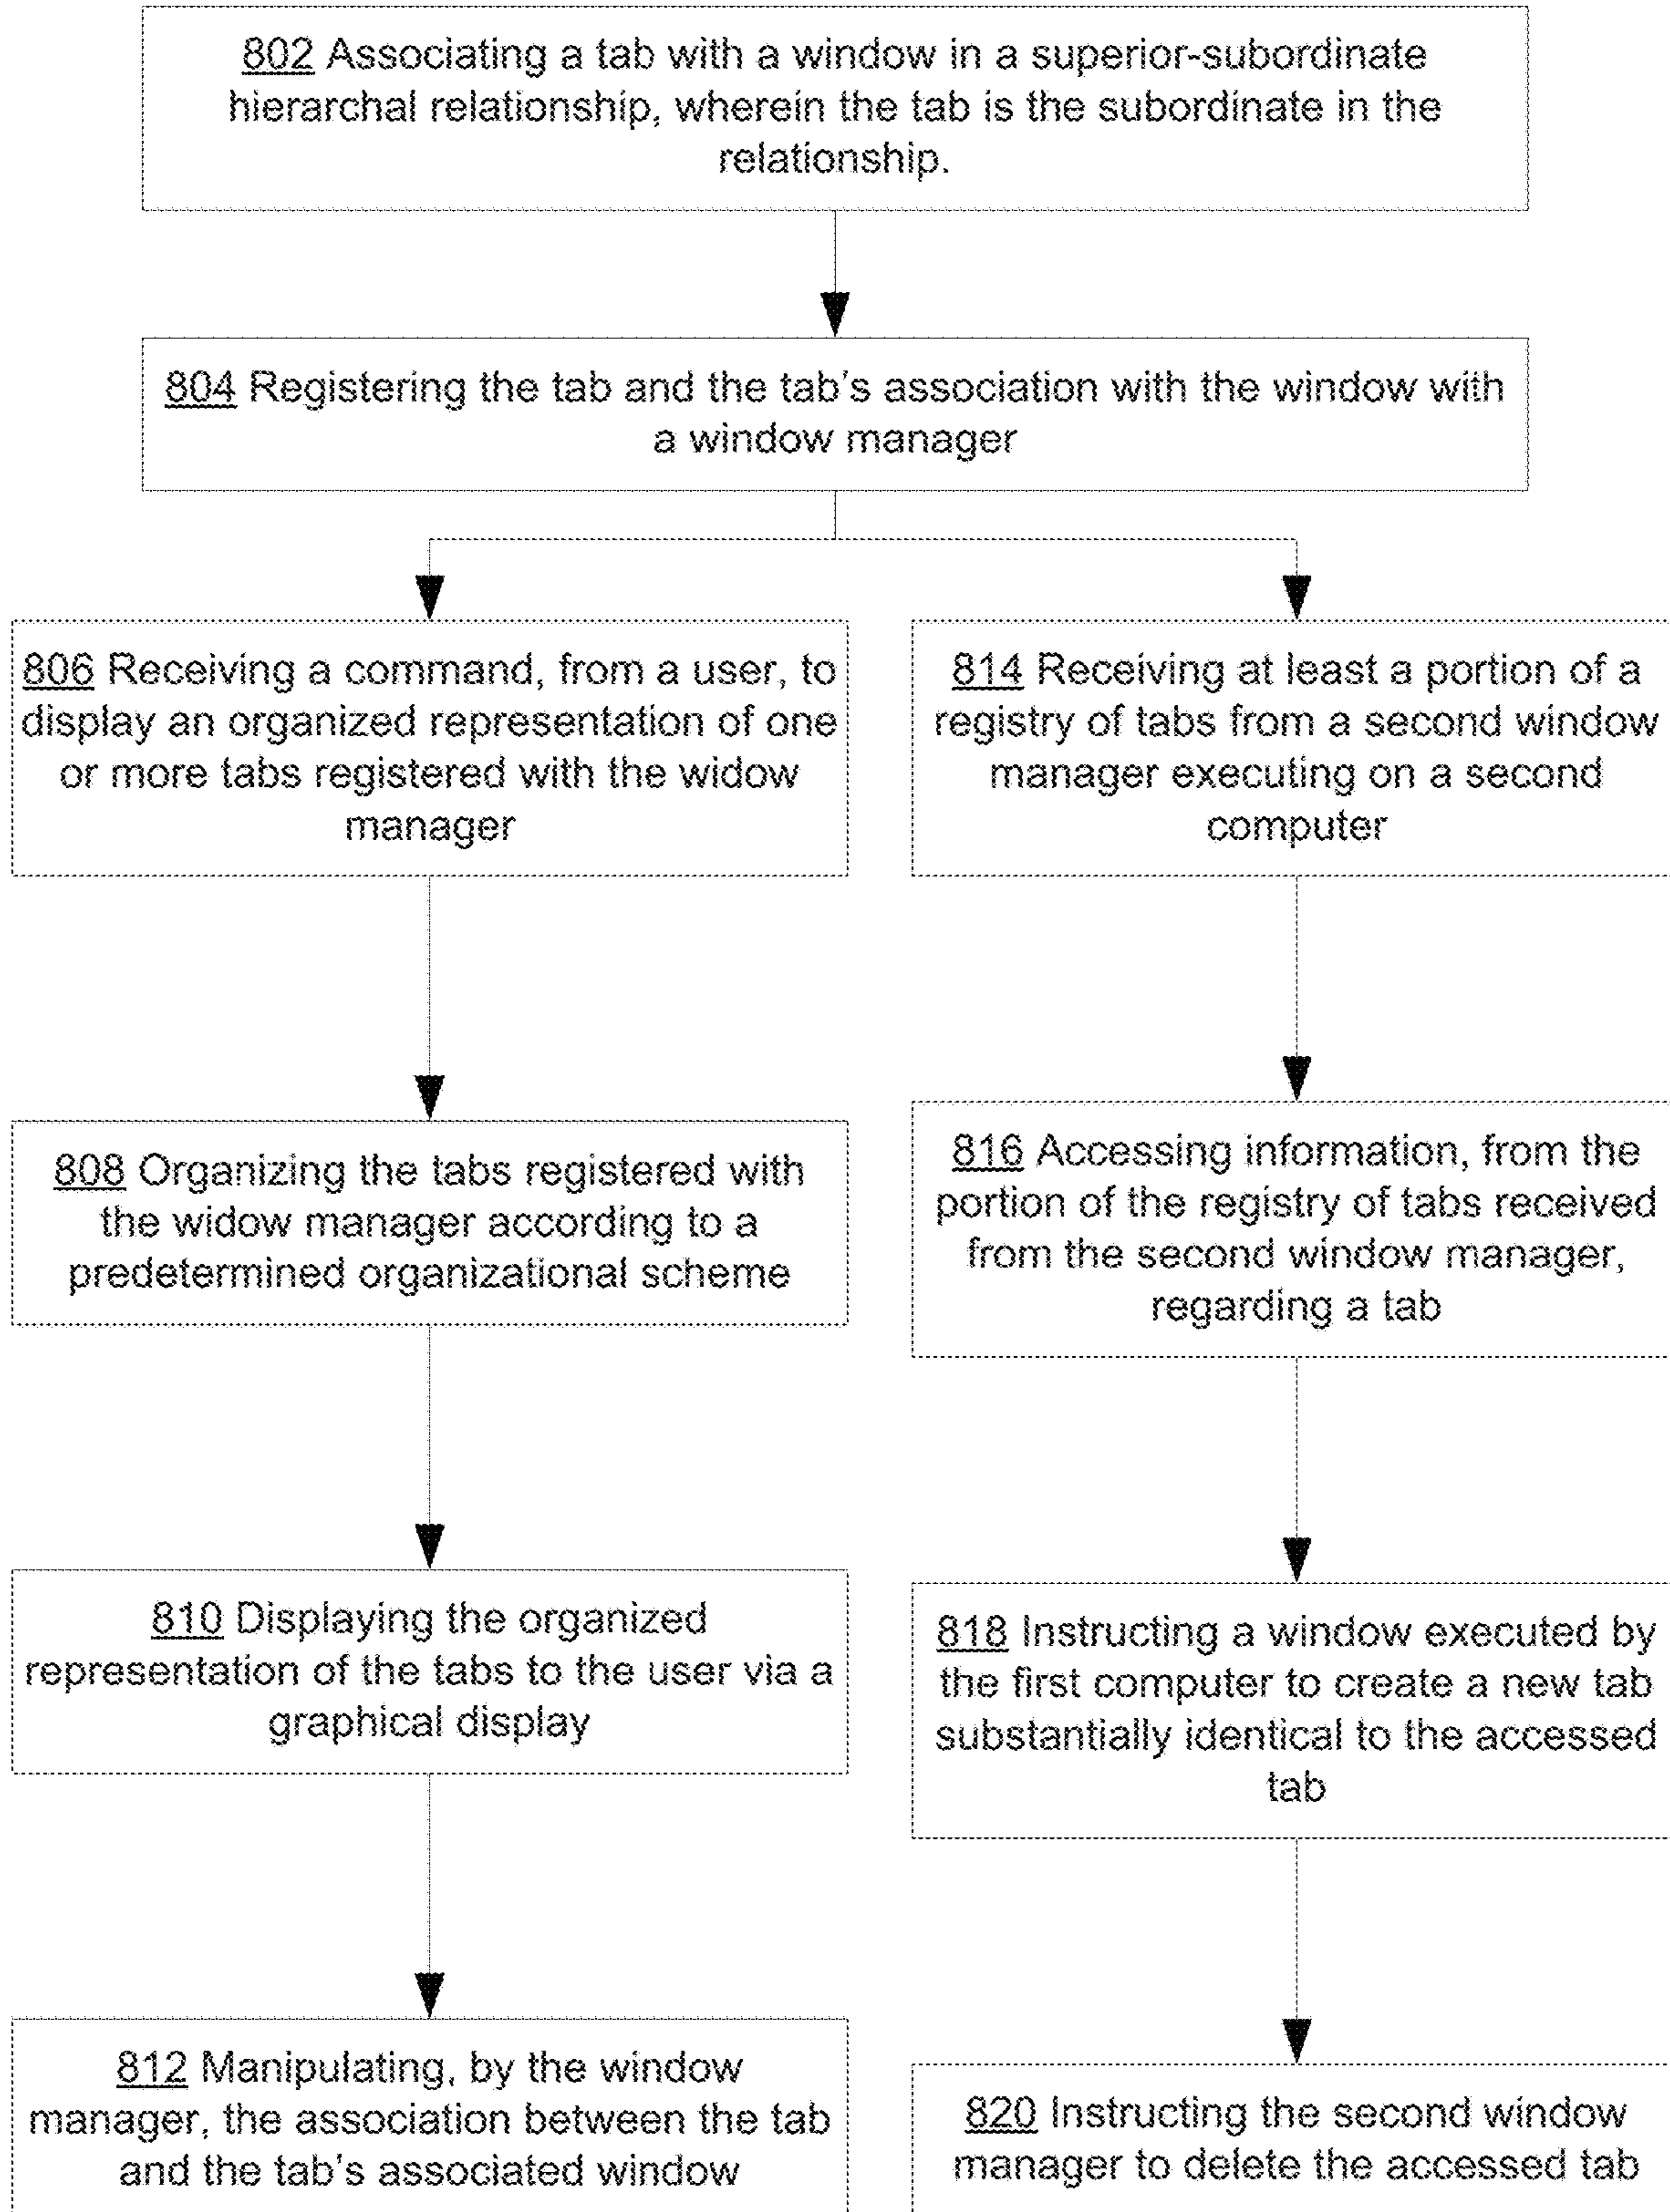 802 Associating a tab with a window in a superior-subordinate
hierarchal relationship, wherein the tab is the subordinate in the
relationship.
804 Registering the tab and the tab's association with the window with
a window manager
806 Receiving a command, from a user, to
display an organized representation of one
or more tabs registered with the widow
manager
808 Organizing the tabs registered with
the widow manager according to a
predetermined organizational scheme
810 Displaying the organized
representation of the tabs to the user via a
graphical display
812 Manipulating, by the window
manager, the association between the tab
and the tab's associated window
814 Receiving at least a portion of a
registry of tabs from a second window
manager executing on a second
computer
816 Accessing information, from the
portion of the registry of tabs received
from the second window manager,
regarding a tab
818 Instructing a window executed by
the first computer to create a new tab
substantially identical to the accessed
tab
820 Instructing the second window
manager to delete the accessed tab